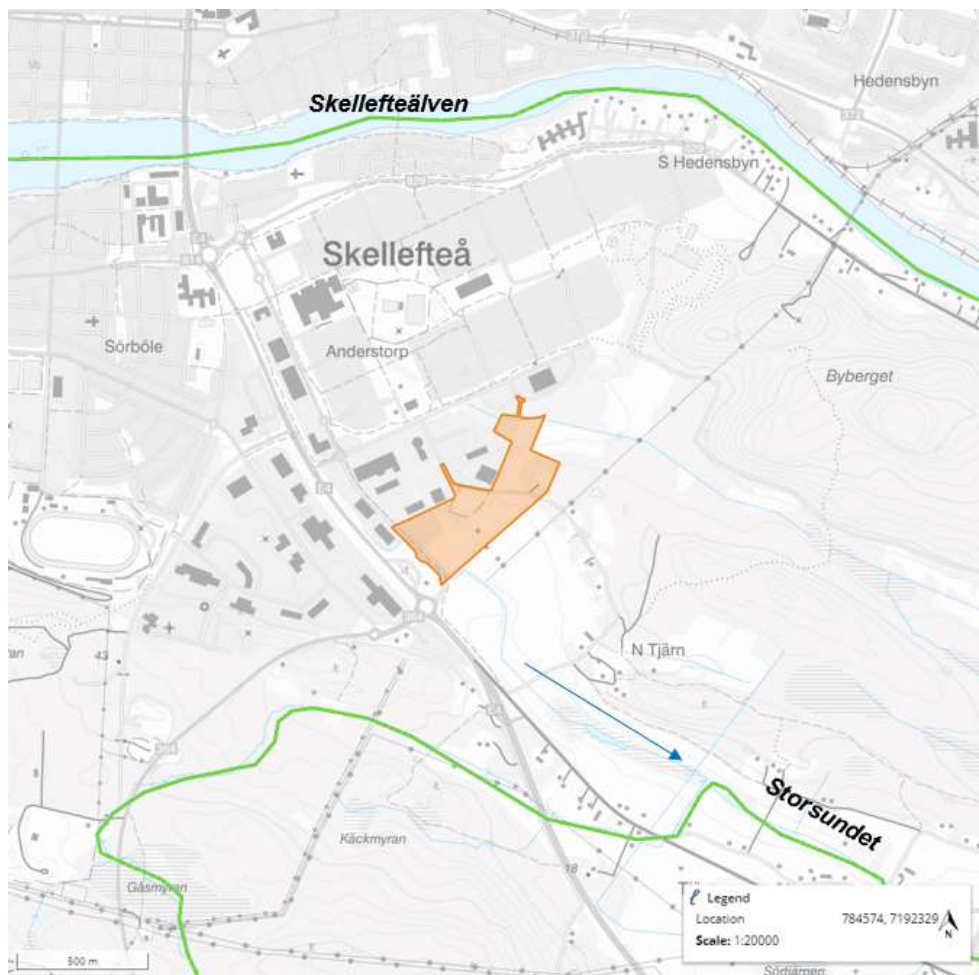 Skellefteälven
Hedensbyn
S Hedensbyn
Skellefteå
Sörböle
Anderstorp
Byberget
E4
N Tjärn
43
Storsundet
Käckmyran
Gåsmyran
18
Legend
Location 784574, 7192329
Scale: 1:20000
N
500 m
Sörtjärnen